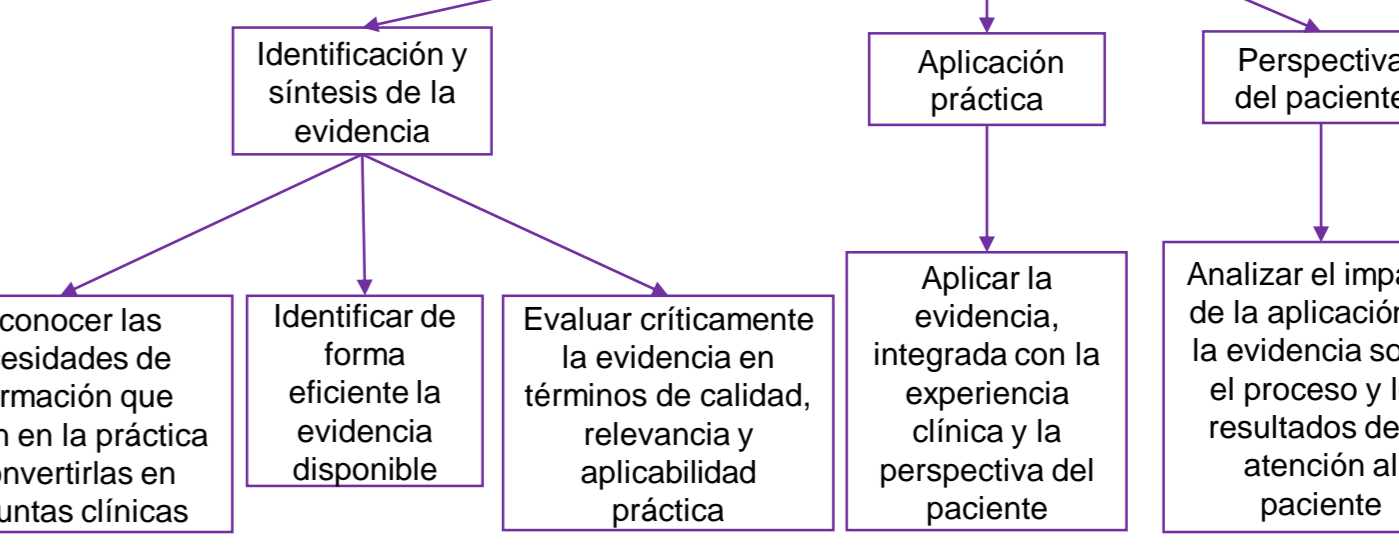 Identificación y
síntesis de la
evidencia
Aplicación
práctica
Perspectiva
del paciente
conocer las
esidades de
rmación que
n en la práctica
nvertirlas en
untas clínicas
Identificar de
forma
eficiente la
evidencia
disponible
Evaluar críticamente
la evidencia en
términos de calidad,
relevancia y
aplicabilidad
práctica
Aplicar la
evidencia,
integrada con la
experiencia
clínica y la
perspectiva del
paciente
Analizar el impa
de la aplicación
la evidencia so
el proceso y l
resultados de
atención al
paciente